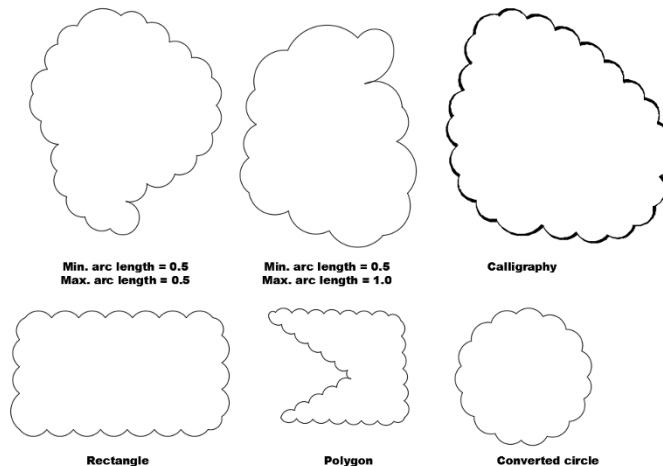 Min. arc length = 0.5
Max. arc length = 0.5
Min. arc length = 0.5
Max. arc length = 1.0
Calligraphy
Rectangle
Polygon
Converted circle